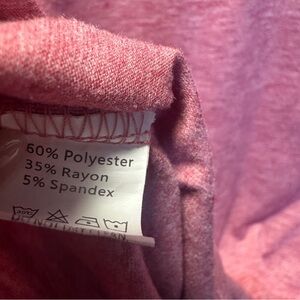 60% Polyester
35% Rayon
5% Spandex